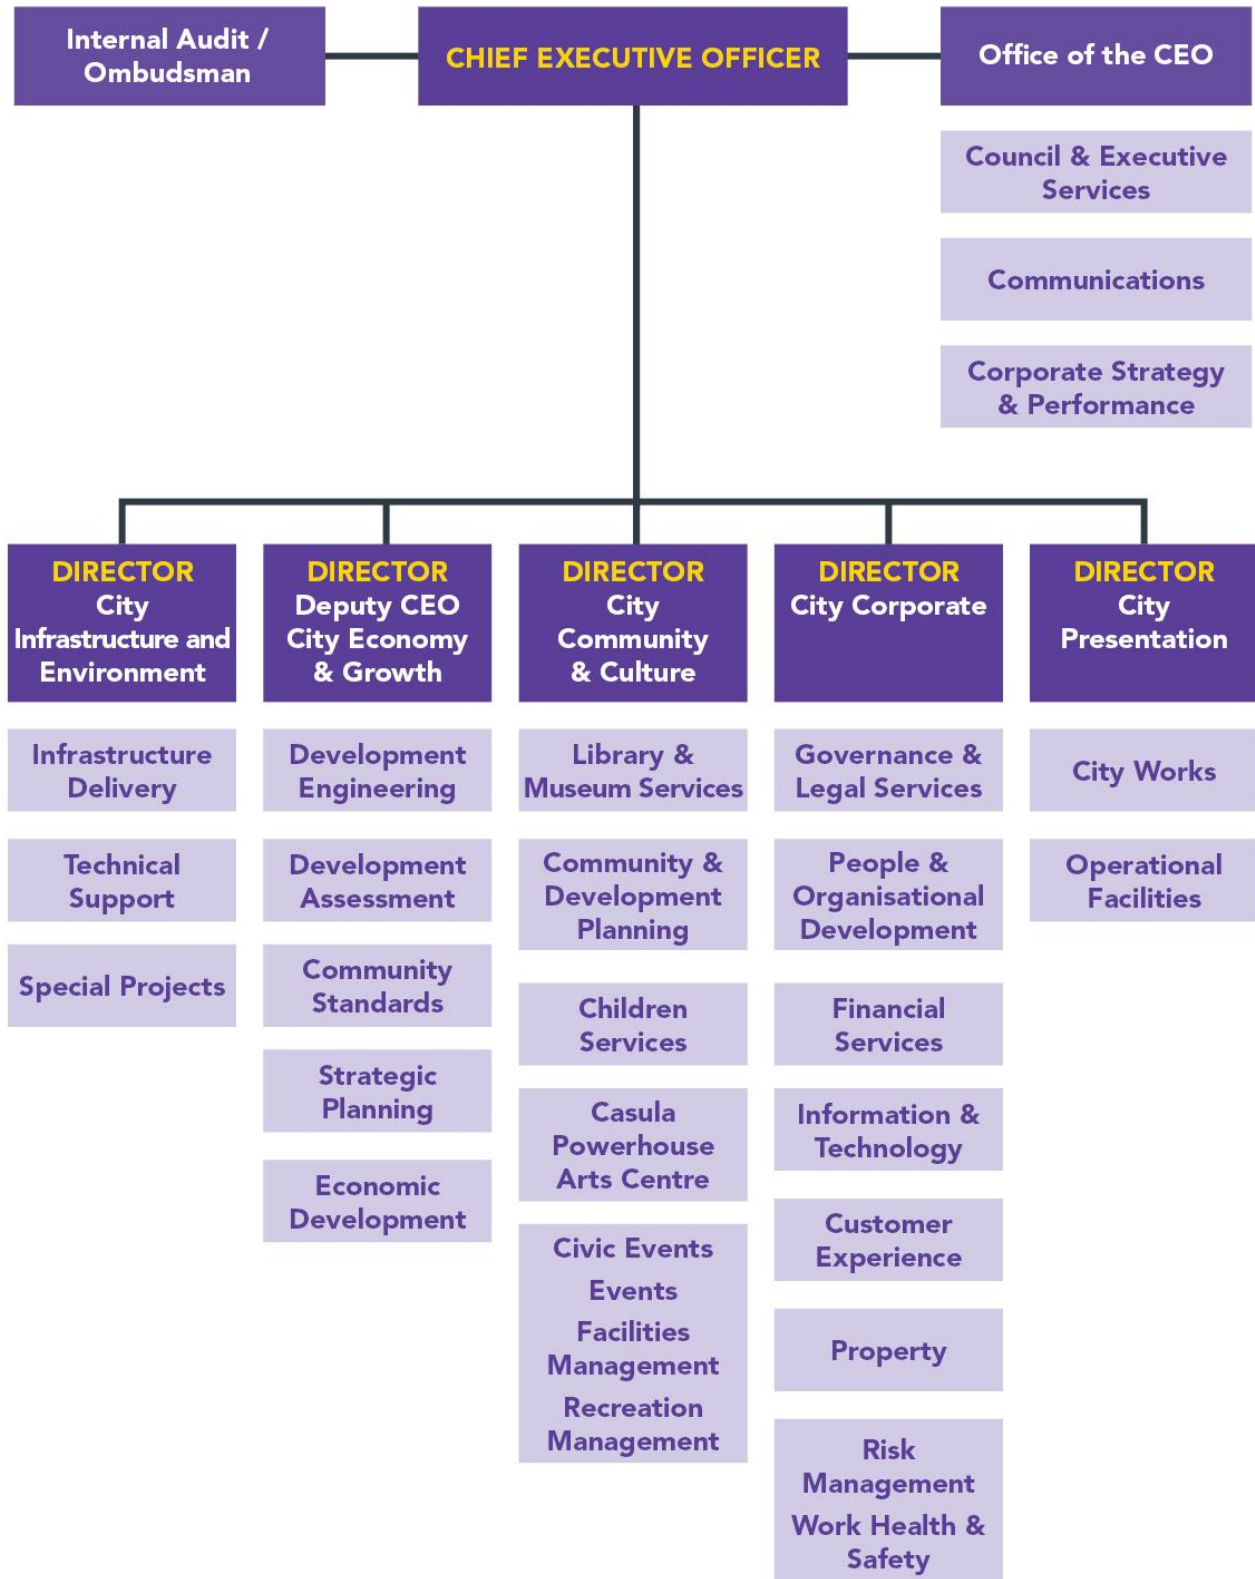 Internal Audit /
Ombudsman
CHIEF EXECUTIVE OFFICER
Office of the CEO
Council & Executive
Services
Communications
Corporate Strategy
& Performance
DIRECTOR
City
Infrastructure and
Environment
Infrastructure
Delivery
Technical
Support
Special Projects
DIRECTOR
Deputy CEO
City Economy
& Growth
Development
Engineering
Development
Assessment
Community
Standards
Strategic
Planning
Economic
Development
DIRECTOR
City
Community
& Culture
Library &
Museum Services
Community &
Development
Planning
Children
Services
Casula
Powerhouse
Arts Centre
Civic Events
Events
Facilities
Management
Recreation
Management
DIRECTOR
City Corporate
Governance &
Legal Services
People &
Organisational
Development
Financial
Services
Information &
Technology
Customer
Experience
Property
Risk
Management
Work Health &
Safety
DIRECTOR
City
Presentation
City Works
Operational
Facilities